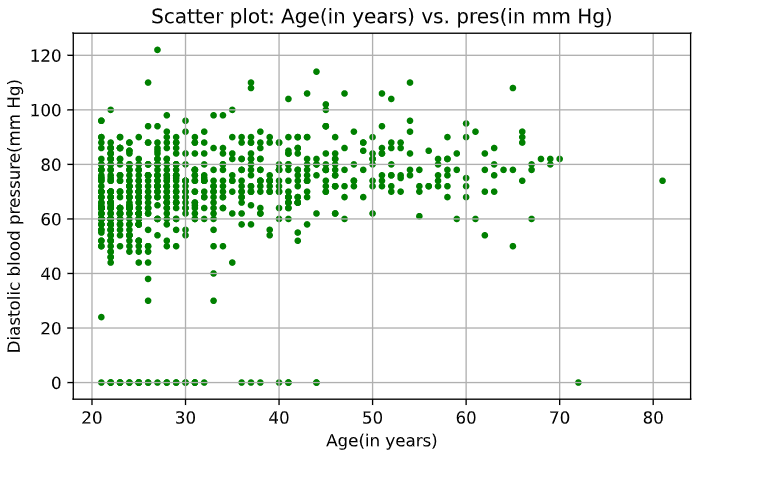 Scatter plot: Age(in years) vs. pres(in mm Hg)
120
100
80
60
40
20
0
Diastolic blood pressure(mm Hg)
20 30 40 50 60 70 80
Age(in years)